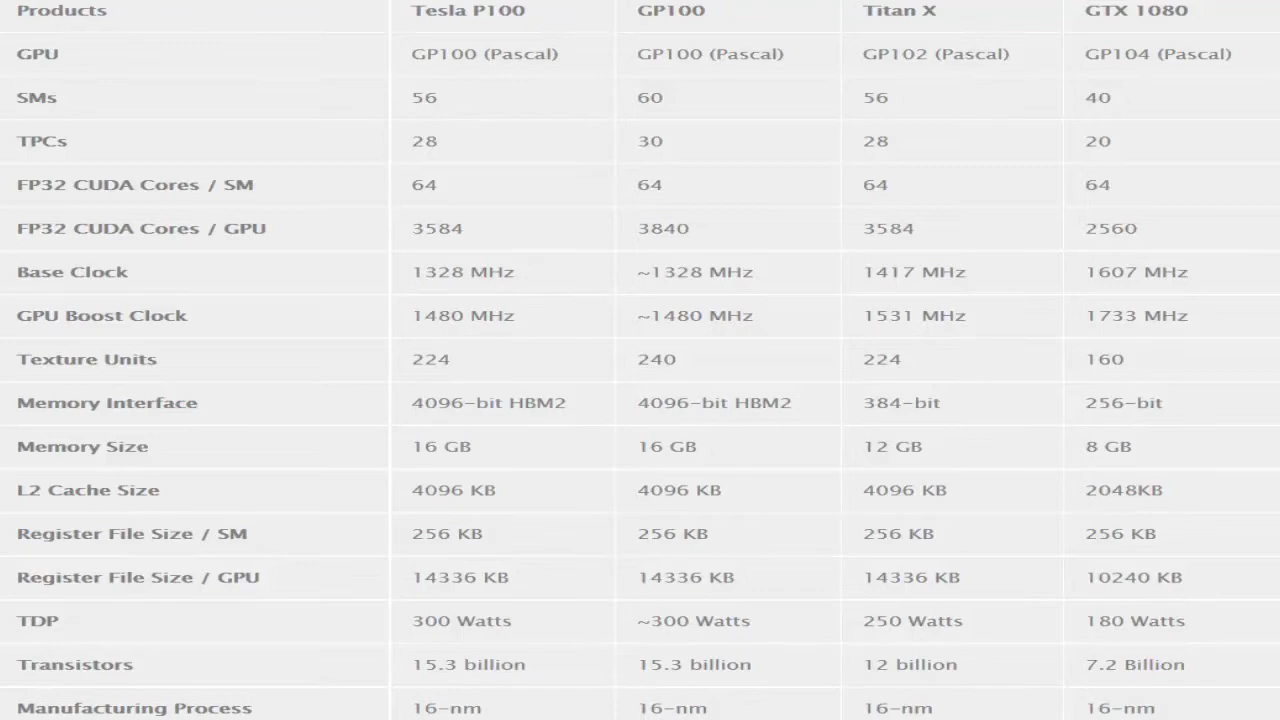 Products Tesla P100 GP100 Titan X GTX 1080
GPU GP100 (Pascal) GP100 (Pascal) GP102 (Pascal) GP104 (Pascal)
SMs 56 60 56 40
TPCs 28 30 28 20
FP32 CUDA Cores / SM 64 64 64 64
FP32 CUDA Cores / GPU 3584 3840 3584 2560
Base Clock 1328 MHz ~1328 MHz 1417 MHz 1607 MHz
GPU Boost Clock 1480 MHz ~1480 MHz 1531 MHz 1733 MHz
Texture Units 224 240 224 160
Memory Interface 4096-bit HBM2 4096-bit HBM2 384-bit 256-bit
Memory Size 16 GB 16 GB 12 GB 8 GB
L2 Cache Size 4096 KB 4096 KB 4096 KB 2048KB
Register File Size / SM 256 KB 256 KB 256 KB 256 KB
Register File Size / GPU 14336 KB 14336 KB 14336 KB 10240 KB
TDP 300 Watts ~300 Watts 250 Watts 180 Watts
Transistors 15.3 billion 15.3 billion 12 billion 7.2 Billion
Manufacturing Process 16-nm 16-nm 16-nm 16-nm